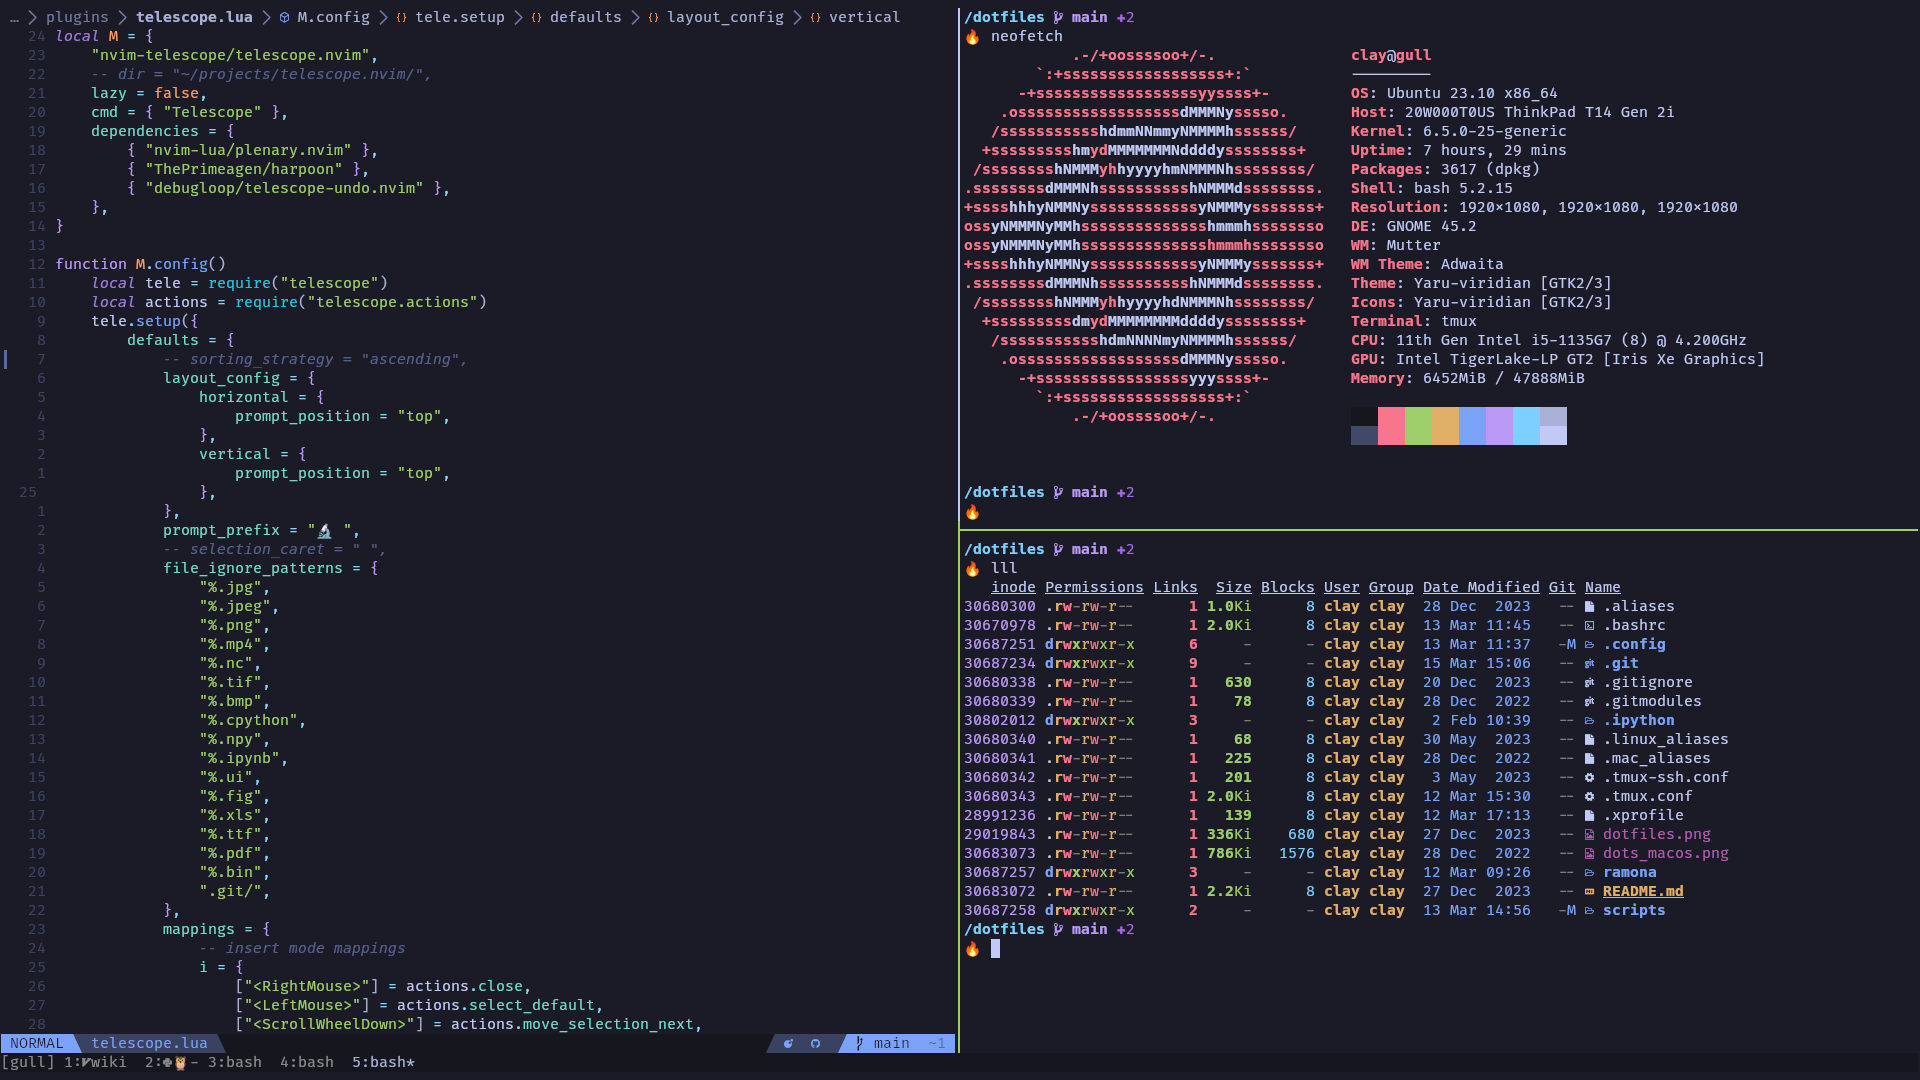 … > plugins > telescope.lua > M.config > {} tele.setup > {} defaults > {} layout_config > {} vertical
24 local M = {
23     "nvim-telescope/telescope.nvim",
22     -- dir = "~/projects/telescope.nvim/",
21     lazy = false,
20     cmd = { "Telescope" },
19     dependencies = {
18         { "nvim-lua/plenary.nvim" },
17         { "ThePrimeagen/harpoon" },
16         { "debugloop/telescope-undo.nvim" },
15     },
14 }
13
12 function M.config()
11     local tele = require("telescope")
10     local actions = require("telescope.actions")
9     tele.setup({
8         defaults = {
7             -- sorting_strategy = "ascending",
6             layout_config = {
5                 horizontal = {
4                     prompt_position = "top",
3                 },
2                 vertical = {
1                     prompt_position = "top",
25                 },
1             },
2             prompt_prefix = "🔬 ",
3             -- selection_caret = " ",
4             file_ignore_patterns = {
5                 "%.jpg",
6                 "%.jpeg",
7                 "%.png",
8                 "%.mp4",
9                 "%.nc",
10                 "%.tif",
11                 "%.bmp",
12                 "%.cpython",
13                 "%.npy",
14                 "%.ipynb",
15                 "%.ui",
16                 "%.fig",
17                 "%.xls",
18                 "%.ttf",
19                 "%.pdf",
20                 "%.bin",
21                 ".git/",
22             },
23             mappings = {
24                 -- insert mode mappings
25                 i = {
26                     ["<RightMouse>"] = actions.close,
27                     ["<LeftMouse>"] = actions.select_default,
28                     ["<ScrollWheelDown>"] = actions.move_selection_next,
NORMAL telescope.lua main ~1
/dotfiles main +2
🔥 neofetch
            .-/+oossssoo+/-.
        `:+ssssssssssssssssss+:`
      -+ssssssssssssssssssyyssss+-
    .ossssssssssssssssssdMMMNysssso.
   /ssssssssssshdmmNNmmyNMMMMhssssss/
  +ssssssssshmydMMMMMMMNddddyssssssss+
 /sssssssshNMMMyhhyyyyhmNMMMNhssssssss/
.ssssssssdMMMNhsssssssssshNMMMdssssssss.
+sssshhhyNMMNyssssssssssssyNMMMysssssss+
ossyNMMMNyMMhsssssssssssssshmmmhssssssso
ossyNMMMNyMMhsssssssssssssshmmmhssssssso
+sssshhhyNMMNyssssssssssssyNMMMysssssss+
.ssssssssdMMMNhsssssssssshNMMMdssssssss.
 /sssssssshNMMMyhhyyyyhdNMMMNhssssssss/
  +sssssssssdmydMMMMMMMMddddyssssssss+
   /ssssssssssshdmNNNNmyNMMMMhssssss/
    .ossssssssssssssssssdMMMNysssso.
      -+sssssssssssssssssyyyssss+-
        `:+ssssssssssssssssss+:`
            .-/+oossssoo+/-.
clay@gull
---------
OS: Ubuntu 23.10 x86_64
Host: 20W000T0US ThinkPad T14 Gen 2i
Kernel: 6.5.0-25-generic
Uptime: 7 hours, 29 mins
Packages: 3617 (dpkg)
Shell: bash 5.2.15
Resolution: 1920×1080, 1920×1080, 1920×1080
DE: GNOME 45.2
WM: Mutter
WM Theme: Adwaita
Theme: Yaru-viridian [GTK2/3]
Icons: Yaru-viridian [GTK2/3]
Terminal: tmux
CPU: 11th Gen Intel i5-1135G7 (8) @ 4.200GHz
GPU: Intel TigerLake-LP GT2 [Iris Xe Graphics]
Memory: 6452MiB / 47888MiB
/dotfiles main +2
🔥
/dotfiles main +2
🔥 lll
inode Permissions Links Size Blocks User Group Date Modified Git Name
30680300 .rw-rw-r-- 1 1.0Ki 8 clay clay 28 Dec 2023 -- .aliases
30670978 .rw-rw-r-- 1 2.0Ki 8 clay clay 13 Mar 11:45 -- .bashrc
30687251 drwxrwxr-x 6 - - clay clay 13 Mar 11:37 -M .config
30687234 drwxrwxr-x 9 - - clay clay 15 Mar 15:06 -- .git
30680338 .rw-rw-r-- 1 630 8 clay clay 20 Dec 2023 -- .gitignore
30680339 .rw-rw-r-- 1 78 8 clay clay 28 Dec 2022 -- .gitmodules
30802012 drwxrwxr-x 3 - - clay clay 2 Feb 10:39 -- .ipython
30680340 .rw-rw-r-- 1 68 8 clay clay 30 May 2023 -- .linux_aliases
30680341 .rw-rw-r-- 1 225 8 clay clay 28 Dec 2022 -- .mac_aliases
30680342 .rw-rw-r-- 1 201 8 clay clay 3 May 2023 -- .tmux-ssh.conf
30680343 .rw-rw-r-- 1 2.0Ki 8 clay clay 12 Mar 15:30 -- .tmux.conf
28991236 .rw-rw-r-- 1 139 8 clay clay 12 Mar 17:13 -- .xprofile
29019843 .rw-rw-r-- 1 336Ki 680 clay clay 27 Dec 2023 -- dotfiles.png
30683073 .rw-rw-r-- 1 786Ki 1576 clay clay 28 Dec 2022 -- dots_macos.png
30687257 drwxrwxr-x 3 - - clay clay 12 Mar 09:26 -- ramona
30683072 .rw-rw-r-- 1 2.2Ki 8 clay clay 27 Dec 2023 -- README.md
30687258 drwxrwxr-x 2 - - clay clay 13 Mar 14:56 -M scripts
/dotfiles main +2
🔥
[gull] 1:wiki 2:🦉- 3:bash 4:bash 5:bash*